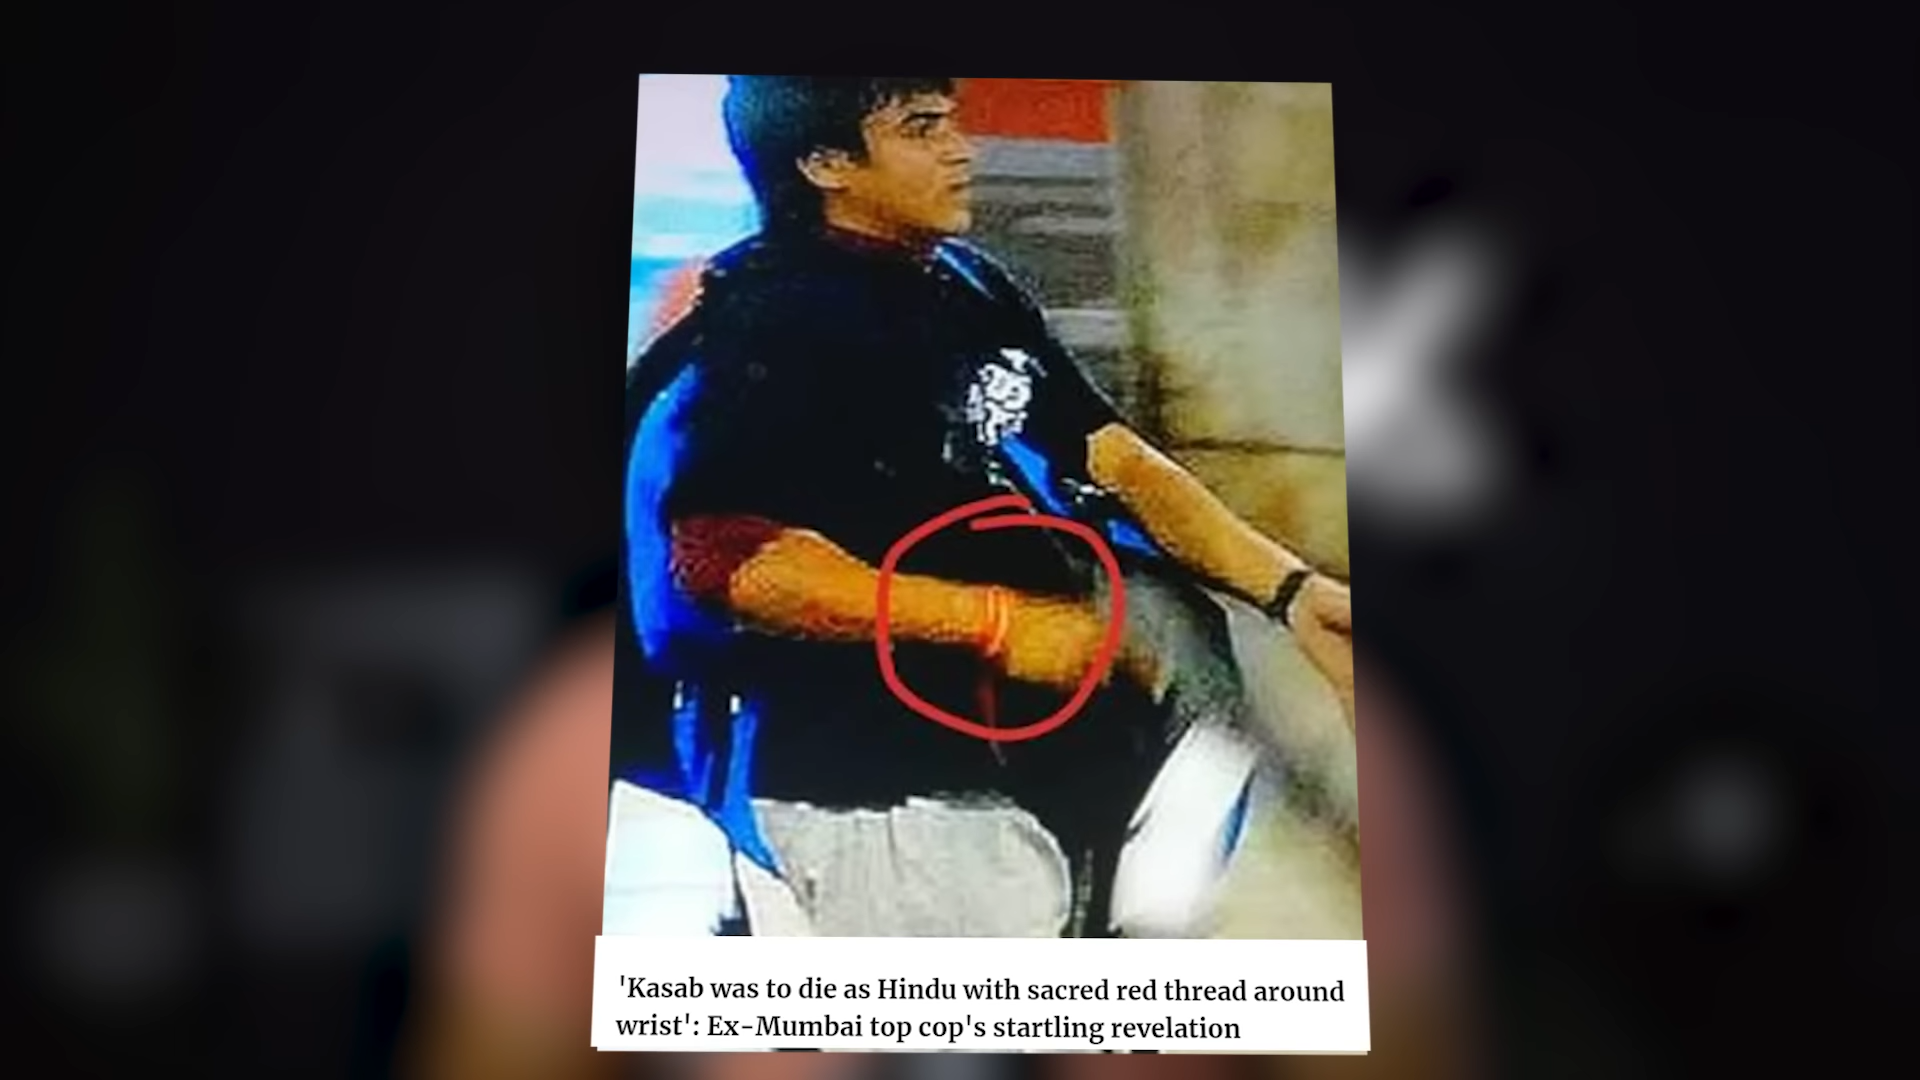 'Kasab was to die as Hindu with sacred red thread around
wrist': Ex-Mumbai top cop's startling revelation